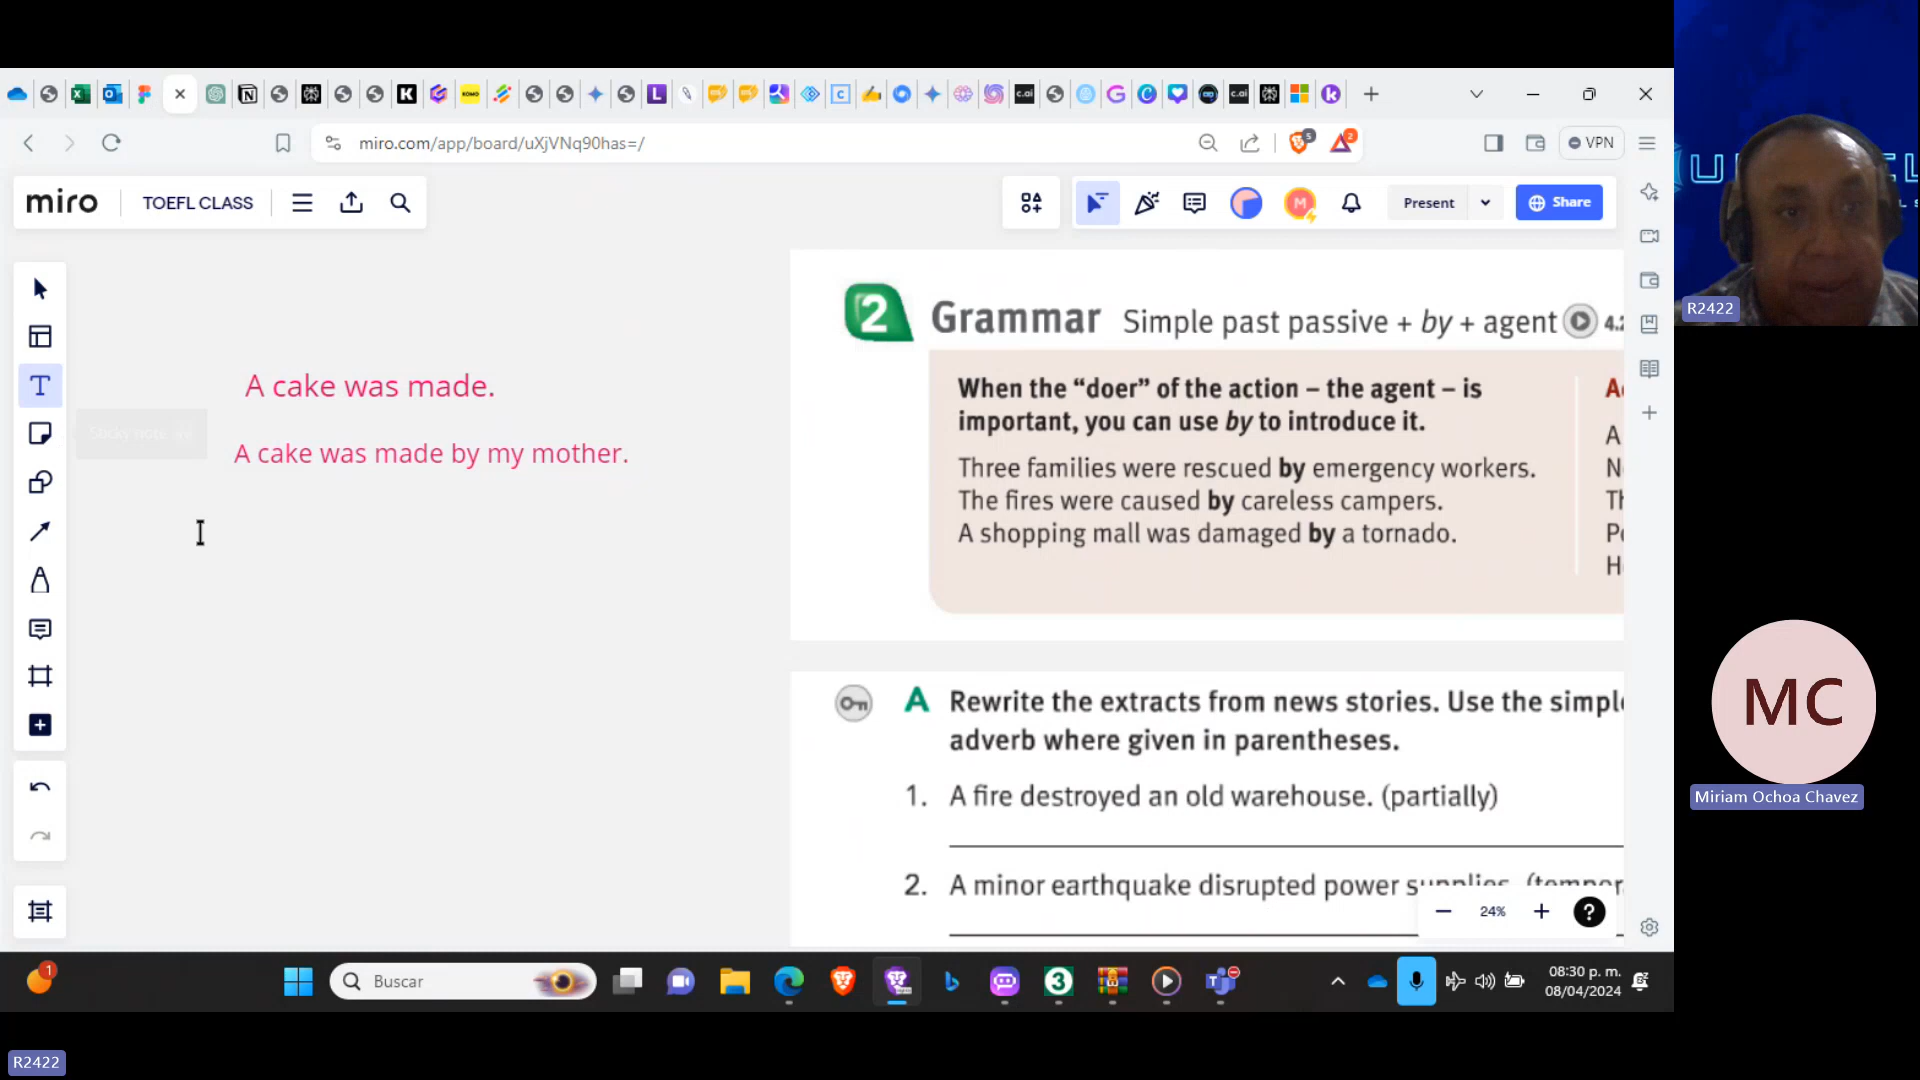 miro.com/app/board/uXjVNq90has=/
VPN
miro
TOEFL CLASS
Present
Share
A cake was made.
A cake was made by my mother.
Sticky note
2 Grammar Simple past passive + by + agent
When the “doer” of the action – the agent – is
important, you can use by to introduce it.
Three families were rescued by emergency workers.
The fires were caused by careless campers.
A shopping mall was damaged by a tornado.
A Rewrite the extracts from news stories. Use the
adverb where given in parentheses.
1. A fire destroyed an old warehouse. (partially)
2. A minor earthquake disrupted power supplies.
24%
Buscar
08:30 p. m.
08/04/2024
R2422
MC
Miriam Ochoa Chavez
R2422